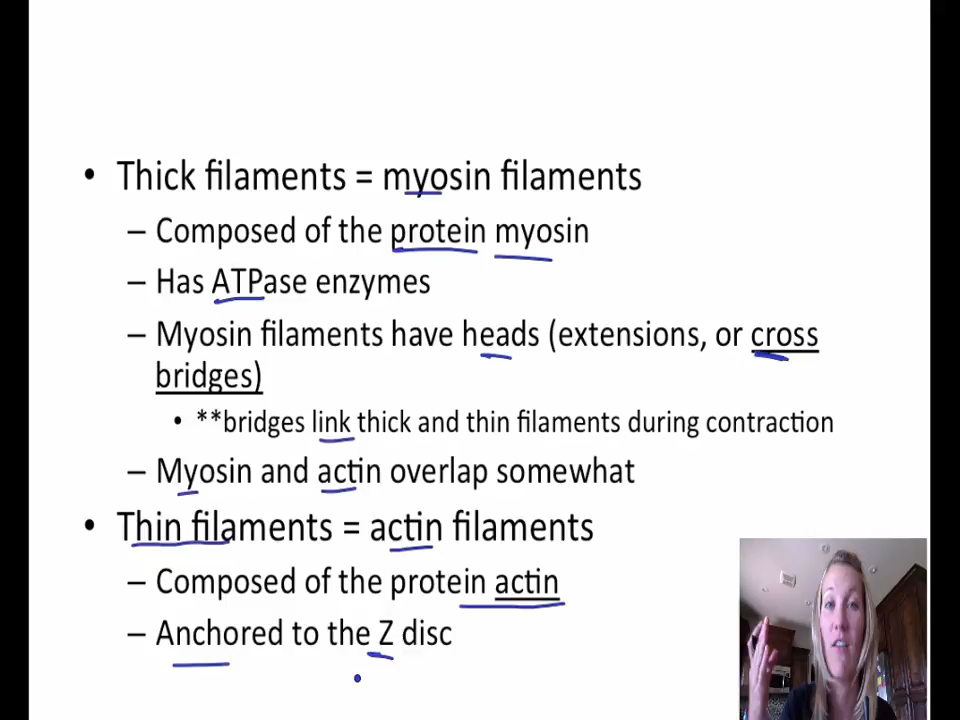 • Thick filaments = myosin filaments
– Composed of the protein myosin
– Has ATPase enzymes
– Myosin filaments have heads (extensions, or cross
bridges)
• **bridges link thick and thin filaments during contraction
– Myosin and actin overlap somewhat
• Thin filaments = actin filaments
– Composed of the protein actin
– Anchored to the Z disc